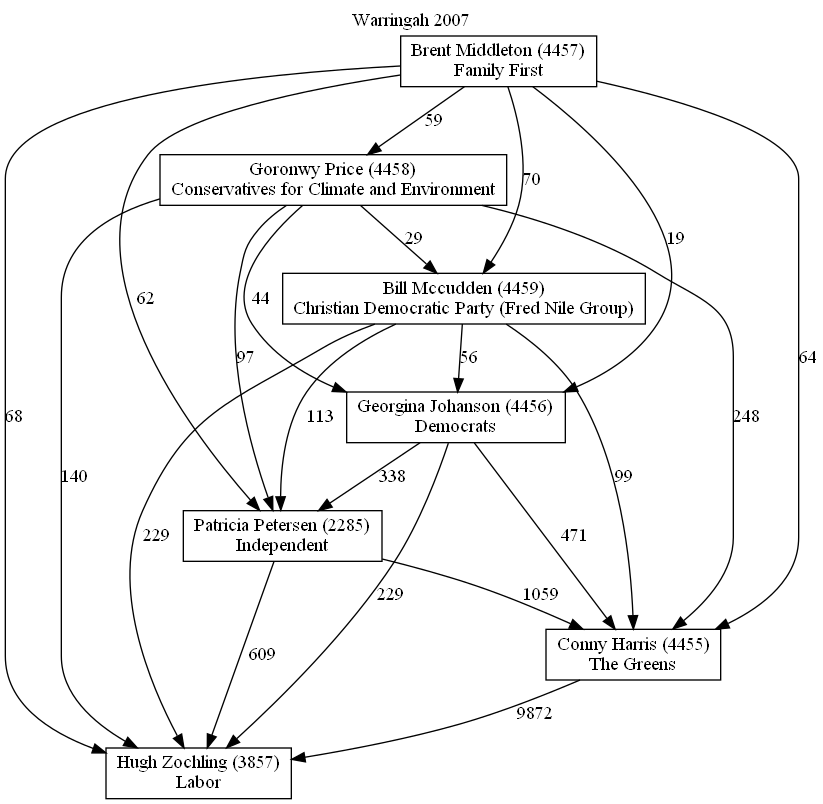 Warringah 2007
Brent Middleton (4457)
Family First
59
Goronwy Price (4458)
Conservatives for Climate and Environment
70
29
19
Bill Mccudden (4459)
Christian Democratic Party (Fred Nile Group)
62
44
97
56
64
Georgina Johanson (4456)
Democrats
68
113
248
140
338
99
Patricia Petersen (2285)
Independent
229
471
229
1059
609
Conny Harris (4455)
The Greens
9872
Hugh Zochling (3857)
Labor